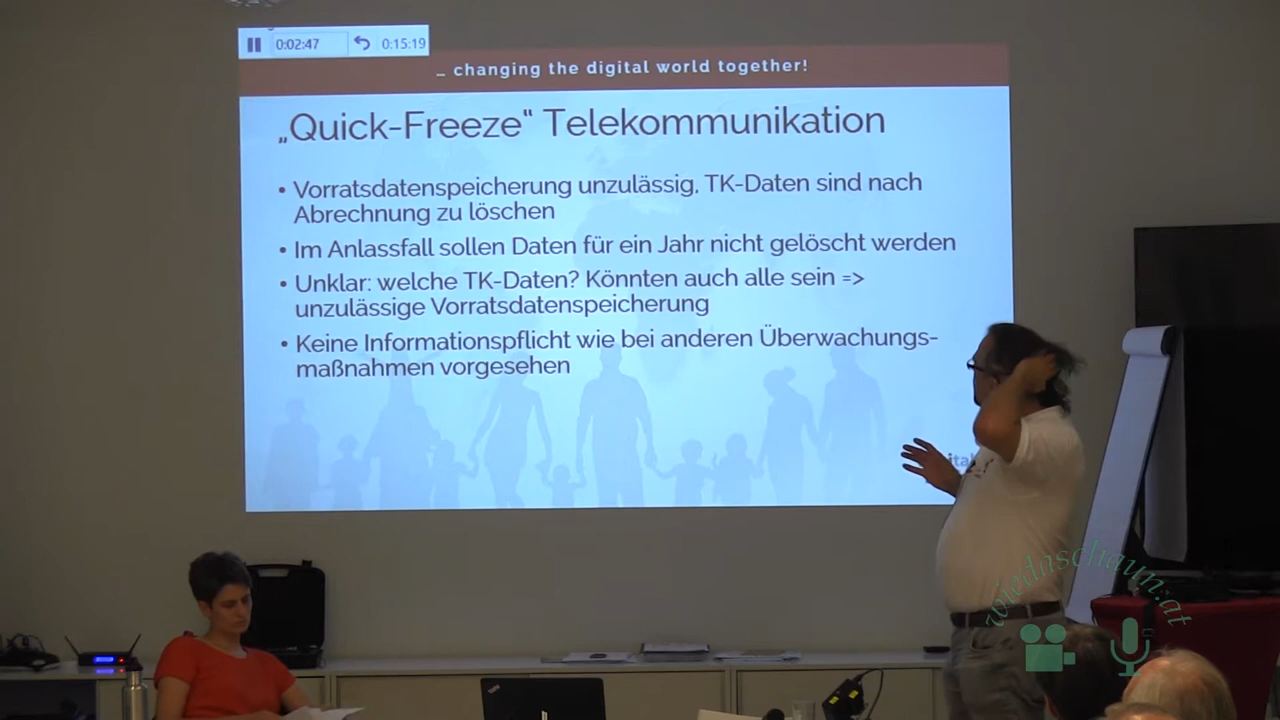 0:02:47
0:15:19
… changing the digital world together!
„Quick-Freeze“ Telekommunikation
• Vorratsdatenspeicherung unzulässig, TK-Daten sind nach
Abrechnung zu löschen
• Im Anlassfall sollen Daten für ein Jahr nicht gelöscht werden
• Unklar: welche TK-Daten? Könnten auch alle sein =>
unzulässige Vorratsdatenspeicherung
• Keine Informationspflicht wie bei anderen Überwachungs-
maßnahmen vorgesehen
wiedaschaun.at